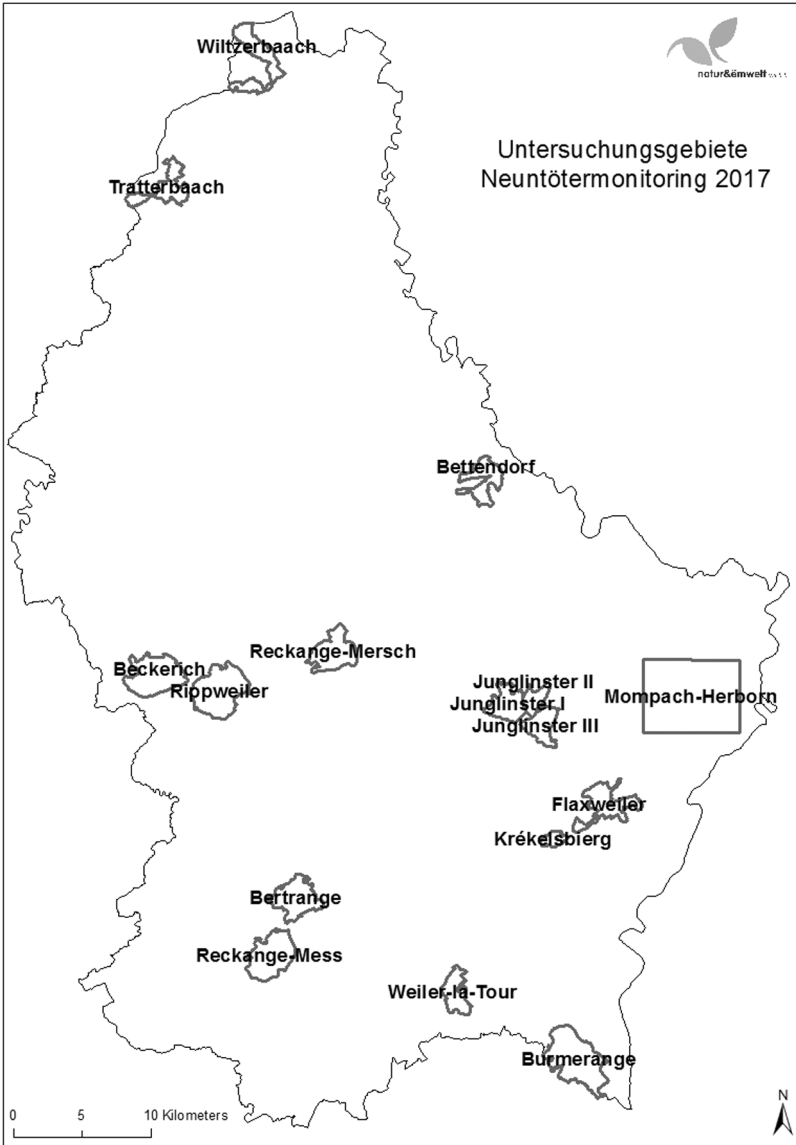 Wiltzerbaach
natur&ëmwelt
Untersuchungsgebiete
Neuntötermonitoring 2017
Tratterbaach
Bettendorf
Reckange-Mersch
Beckerich
Rippweiler
Junglinster II
Junglinster I
Junglinster III
Mompach-Herborn
Flaxweiler
Krékelsbierg
Bertrange
Reckange-Mess
Weiler-la-Tour
Burmerange
0 5 10 Kilometers
N